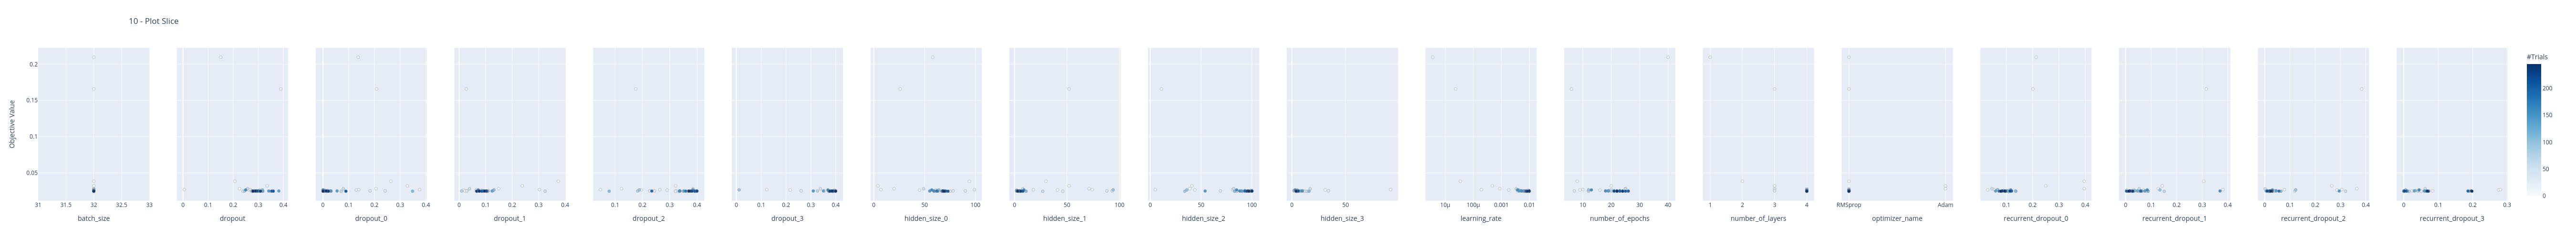 10 - Plot Slice
#Trials
Objective Value
0.2
0.15
0.1
0.05
200
150
100
50
0
31 31.5 32 32.5 33
0 0.1 0.2 0.3 0.4
0 0.1 0.2 0.3 0.4
0 0.1 0.2 0.3 0.4
0.1 0.2 0.3 0.4
0 0.1 0.2 0.3 0.4
0 50 100
0 50 100
0 50 100
0 50
10μ 100μ 0.001 0.01
10 20 30 40
1 2 3 4
RMSprop Adam
0.1 0.2 0.3 0.4
0 0.1 0.2 0.3 0.4
0 0.1 0.2 0.3 0.4
0 0.1 0.2 0.3
batch_size
dropout
dropout_0
dropout_1
dropout_2
dropout_3
hidden_size_0
hidden_size_1
hidden_size_2
hidden_size_3
learning_rate
number_of_epochs
number_of_layers
optimizer_name
recurrent_dropout_0
recurrent_dropout_1
recurrent_dropout_2
recurrent_dropout_3